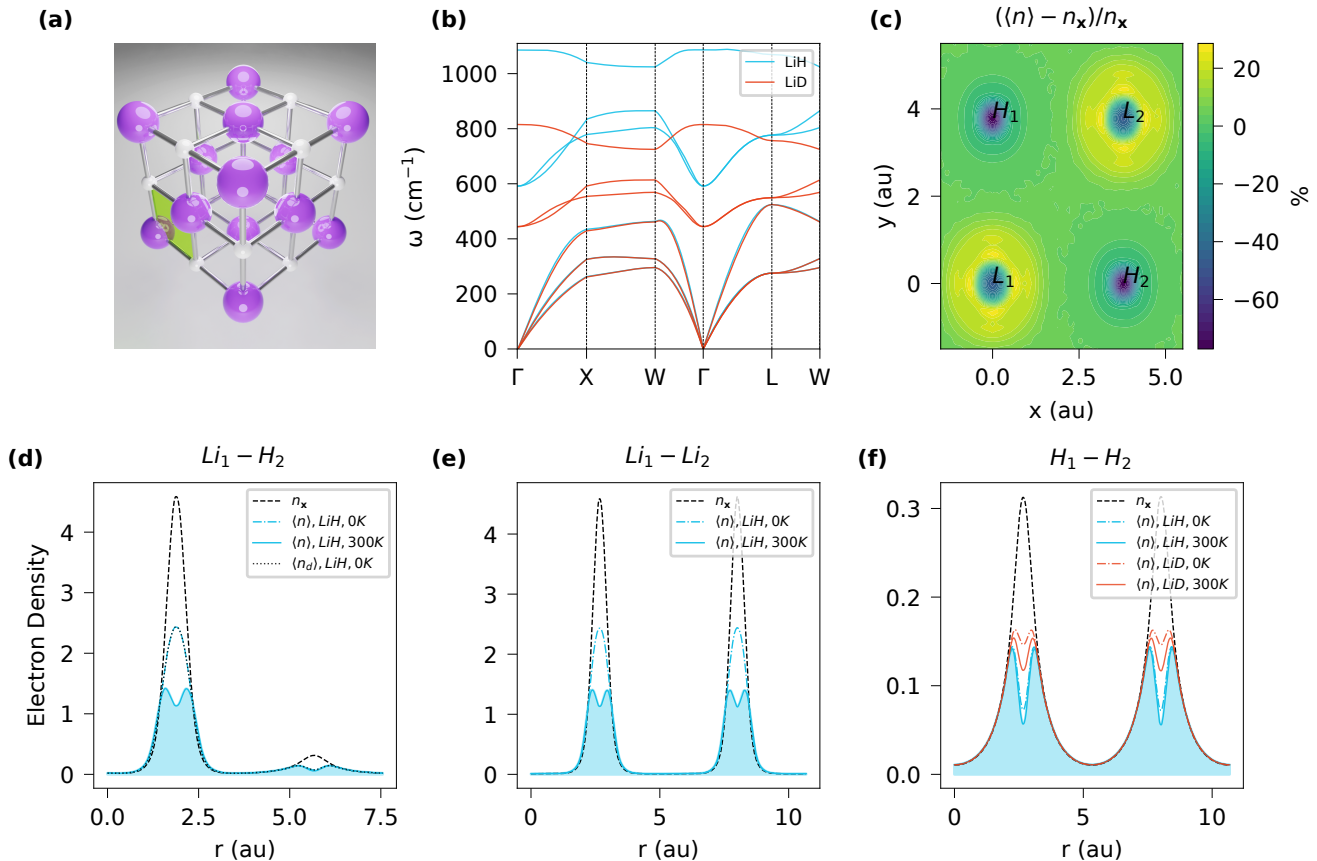 (a)
(b)
ω (cm⁻¹)
1000
800
600
400
200
0
Γ X W Γ L W
LiH
LiD
(c)
(⟨n⟩ − nₓ)/nₓ
y (au)
4
2
0
H₁
L₂
L₁
H₂
0.0 2.5 5.0
x (au)
20
0
−20
−40
−60
%
(d)
Li₁ − H₂
Electron Density
4
3
2
1
0
0.0 2.5 5.0 7.5
r (au)
nₓ
⟨n⟩, LiH, 0K
⟨n⟩, LiH, 300K
⟨n_d⟩, LiH, 0K
(e)
Li₁ − Li₂
4
3
2
1
0
0 5 10
r (au)
nₓ
⟨n⟩, LiH, 0K
⟨n⟩, LiH, 300K
(f)
H₁ − H₂
0.3
0.2
0.1
0.0
0 5 10
r (au)
nₓ
⟨n⟩, LiH, 0K
⟨n⟩, LiH, 300K
⟨n⟩, LiD, 0K
⟨n⟩, LiD, 300K